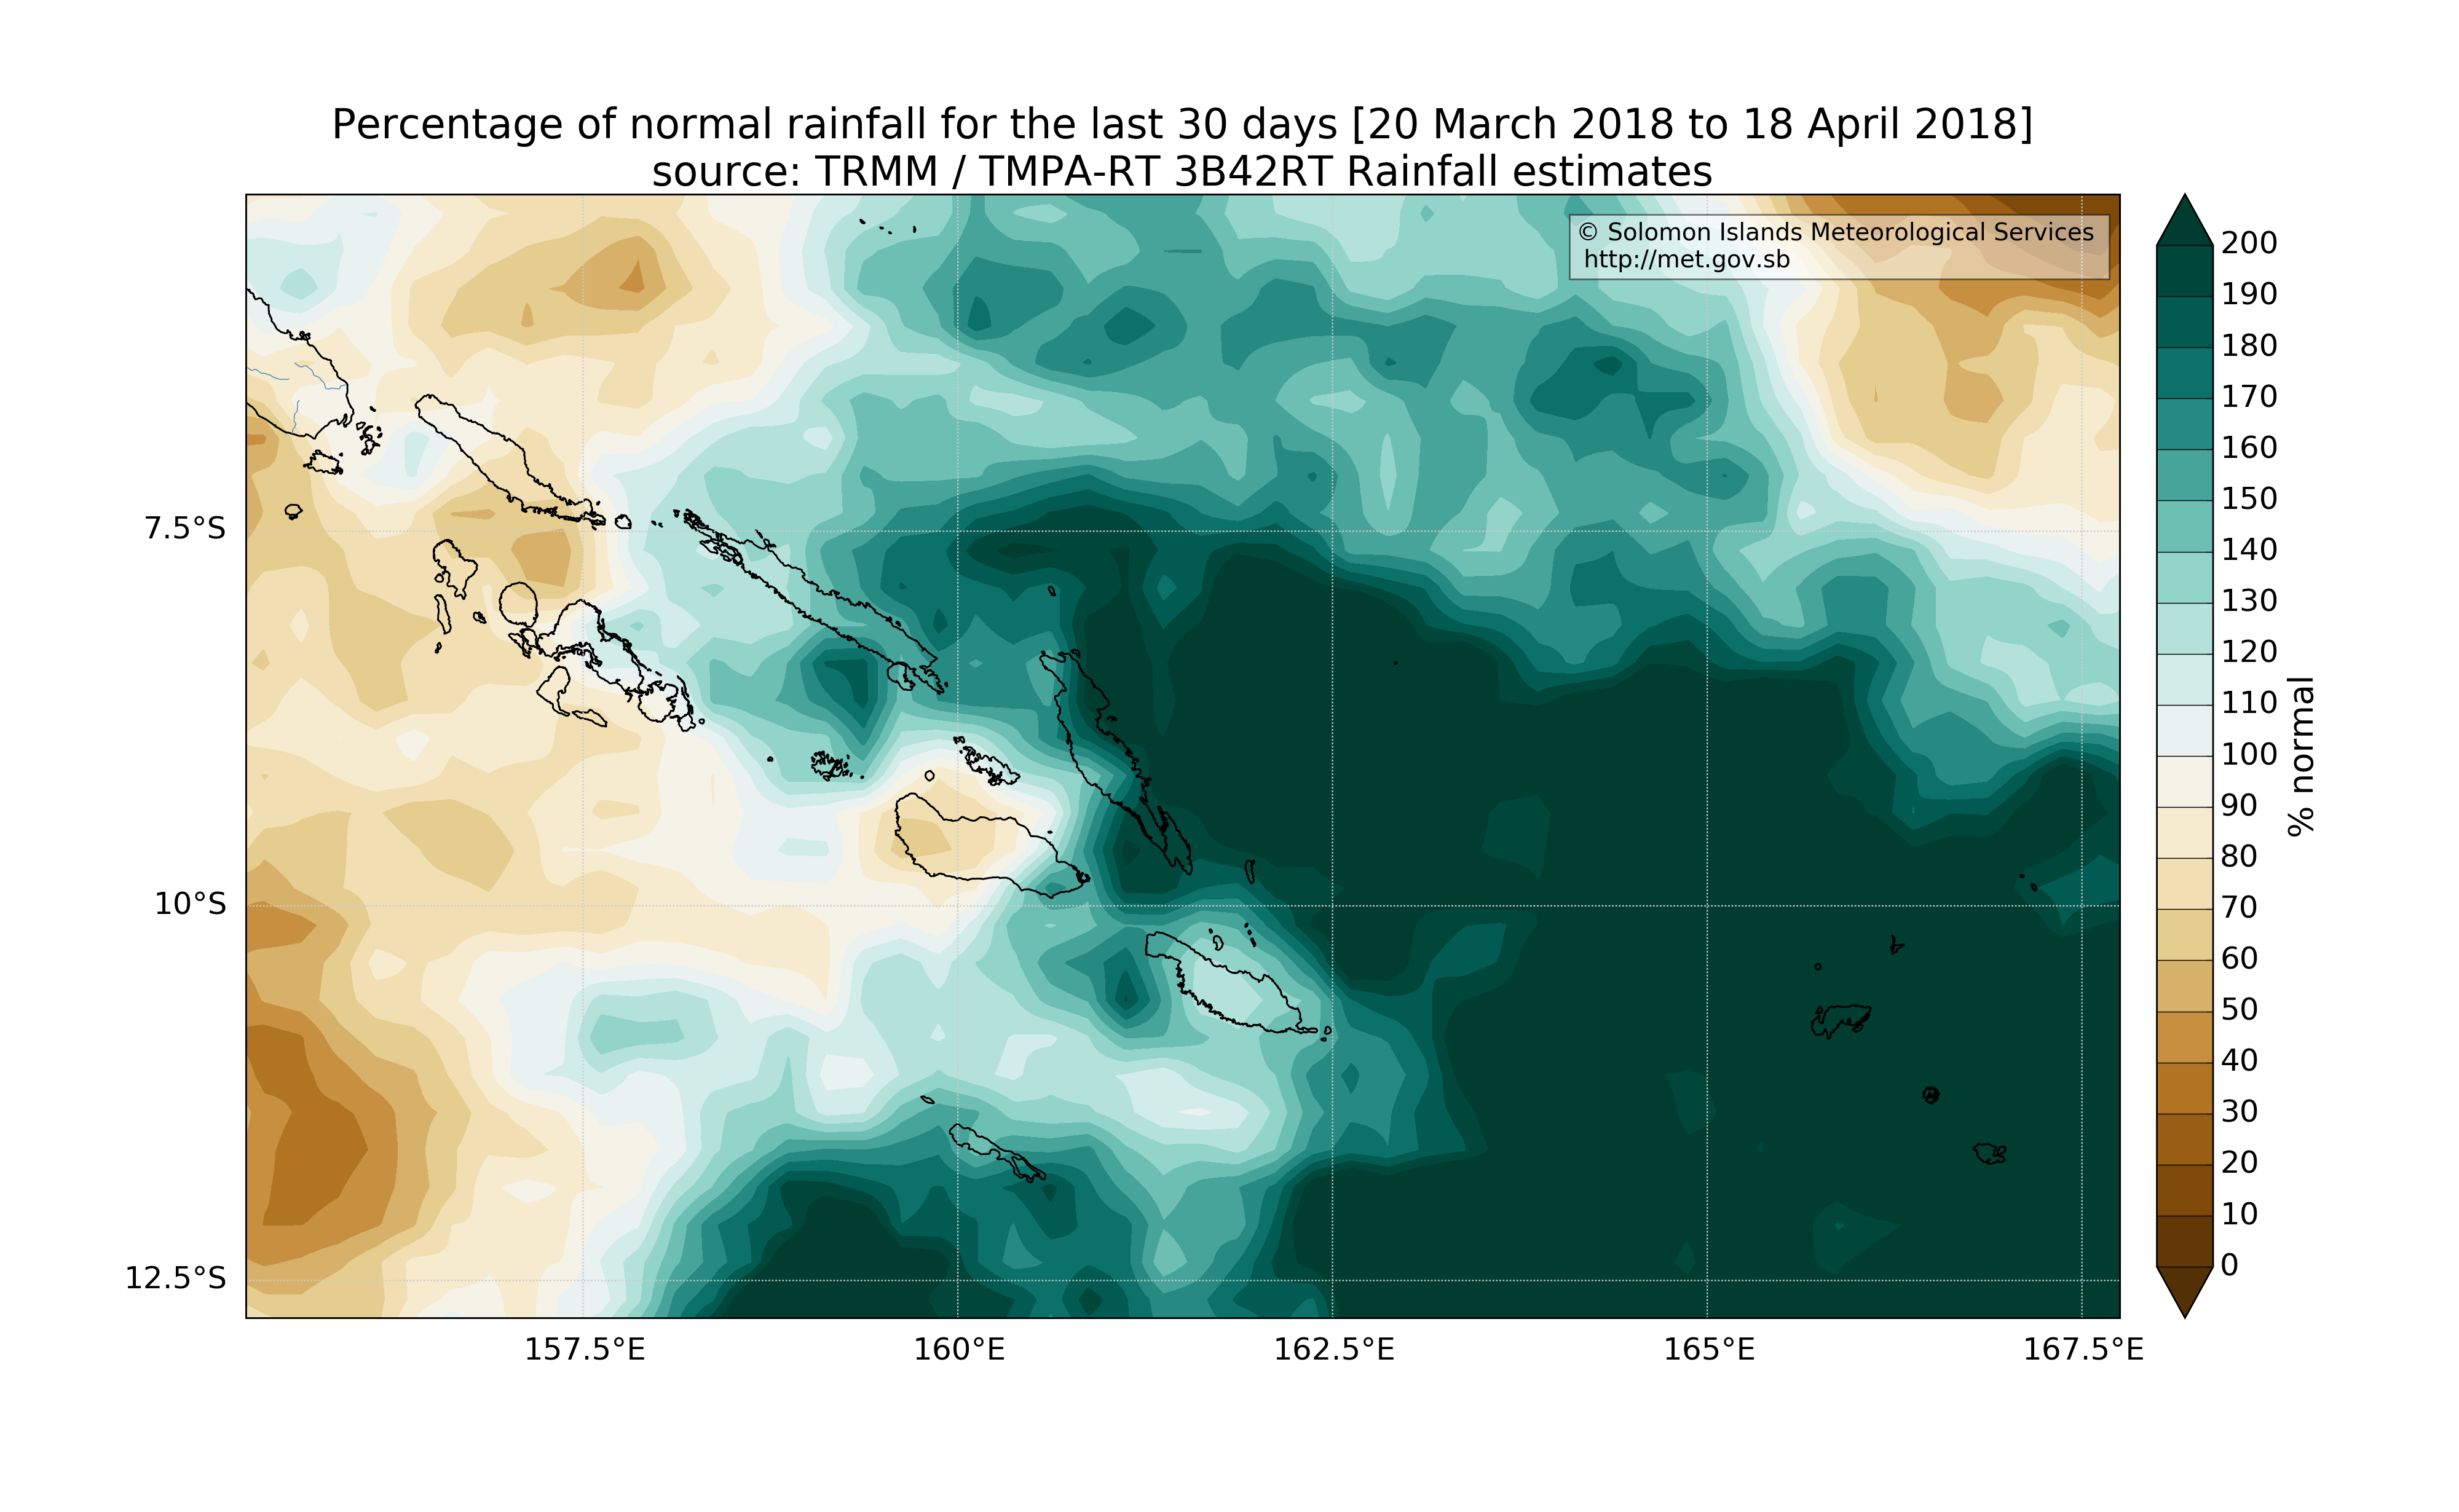 Percentage of normal rainfall for the last 30 days [20 March 2018 to 18 April 2018]
source: TRMM / TMPA-RT 3B42RT Rainfall estimates
© Solomon Islands Meteorological Services
http://met.gov.sb
7.5°S
10°S
12.5°S
157.5°E
160°E
162.5°E
165°E
167.5°E
200
190
180
170
160
150
140
130
120
110
100
90
80
70
60
50
40
30
20
10
0
% normal